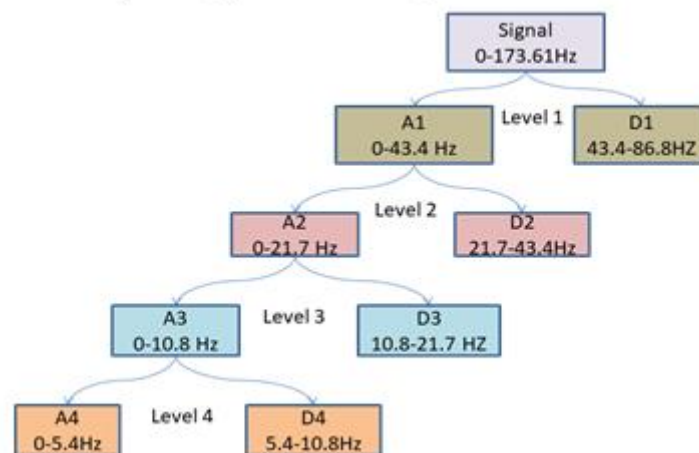 Signal
0-173.61Hz
Level 1
A1
0-43.4 Hz
D1
43.4-86.8HZ
Level 2
A2
0-21.7 Hz
D2
21.7-43.4Hz
Level 3
A3
0-10.8 Hz
D3
10.8-21.7 HZ
Level 4
A4
0-5.4Hz
D4
5.4-10.8Hz